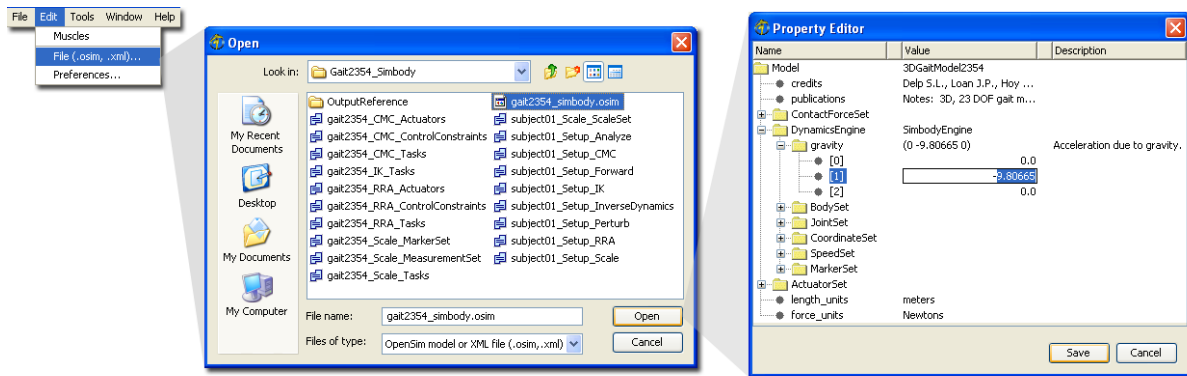 File Edit Tools Window Help
Muscles
File (.osim, .xml)...
Preferences...
Open
Look in: Gait2354_Simbody
My Recent Documents
Desktop
My Documents
My Computer
OutputReference
gait2354_CMC_Actuators
gait2354_CMC_ControlConstraints
gait2354_CMC_Tasks
gait2354_IK_Tasks
gait2354_RRA_Actuators
gait2354_RRA_ControlConstraints
gait2354_RRA_Tasks
gait2354_Scale_MarkerSet
gait2354_Scale_MeasurementSet
gait2354_Scale_Tasks
gait2354_simbody.osim
subject01_Scale_ScaleSet
subject01_Setup_Analyze
subject01_Setup_CMC
subject01_Setup_Forward
subject01_Setup_IK
subject01_Setup_InverseDynamics
subject01_Setup_Perturb
subject01_Setup_RRA
subject01_Setup_Scale
File name: gait2354_simbody.osim Open
Files of type: OpenSim model or XML file (.osim,.xml) Cancel
Property Editor
Name Value Description
Model 3DGaitModel2354
credits Delp S.L., Loan J.P., Hoy ...
publications Notes: 3D, 23 DOF gait m...
ContactForceSet
DynamicsEngine SimbodyEngine
gravity (0 -9.80665 0) Acceleration due to gravity.
[0] 0.0
[1] -9.80665
[2] 0.0
BodySet
JointSet
CoordinateSet
SpeedSet
MarkerSet
ActuatorSet
length_units meters
force_units Newtons
Save Cancel